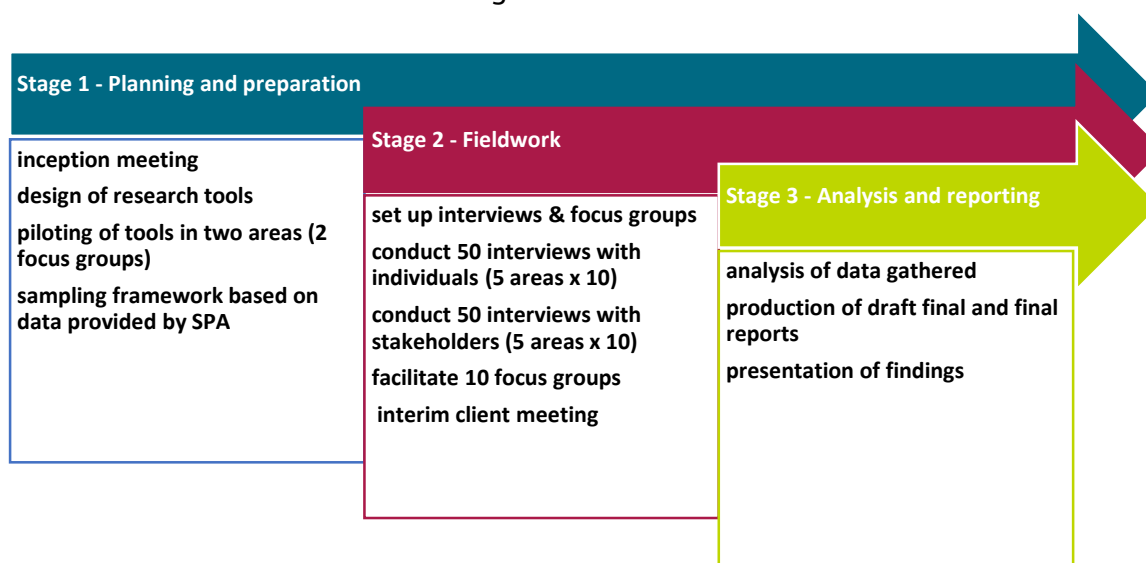 Stage 1 - Planning and preparation
inception meeting
design of research tools
piloting of tools in two areas (2
focus groups)
sampling framework based on
data provided by SPA
Stage 2 - Fieldwork
set up interviews & focus groups
conduct 50 interviews with
individuals (5 areas x 10)
conduct 50 interviews with
stakeholders (5 areas x 10)
facilitate 10 focus groups
interim client meeting
Stage 3 - Analysis and reporting
analysis of data gathered
production of draft final and final
reports
presentation of findings